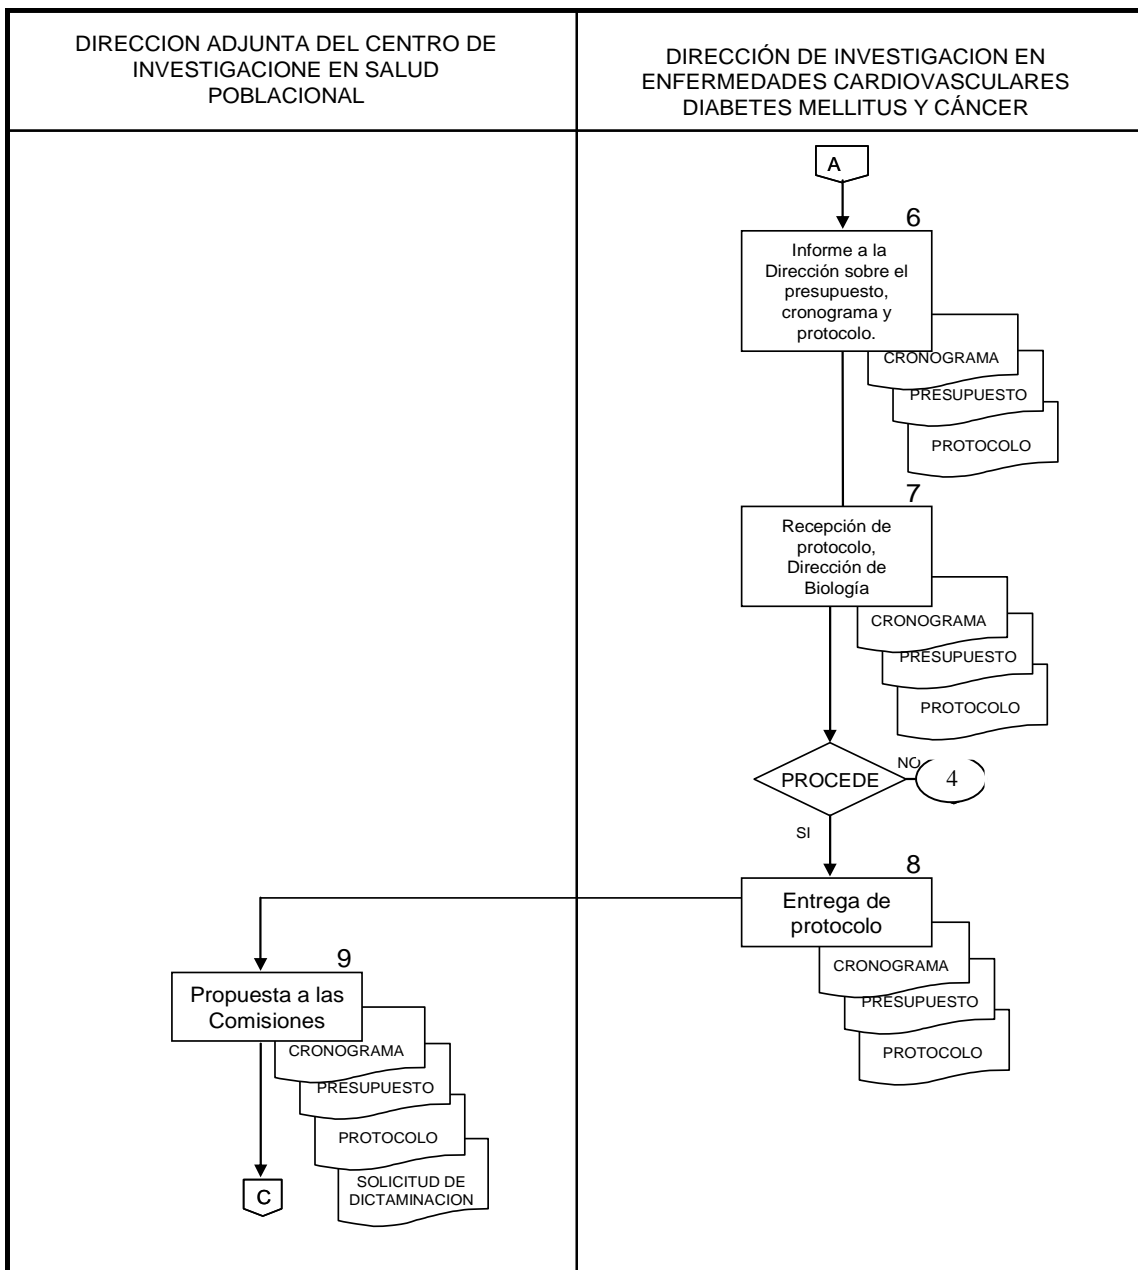 DIRECCION ADJUNTA DEL CENTRO DE
INVESTIGACIONE EN SALUD
POBLACIONAL
DIRECCIÓN DE INVESTIGACION EN
ENFERMEDADES CARDIOVASCULARES
DIABETES MELLITUS Y CÁNCER
A
6
Informe a la
Dirección sobre el
presupuesto,
cronograma y
protocolo.
CRONOGRAMA
PRESUPUESTO
PROTOCOLO
7
Recepción de
protocolo,
Dirección de
Biología
CRONOGRAMA
PRESUPUESTO
PROTOCOLO
PROCEDE
NO
4
SI
8
Entrega de
protocolo
CRONOGRAMA
PRESUPUESTO
PROTOCOLO
9
Propuesta a las
Comisiones
CRONOGRAMA
PRESUPUESTO
PROTOCOLO
SOLICITUD DE
DICTAMINACION
C